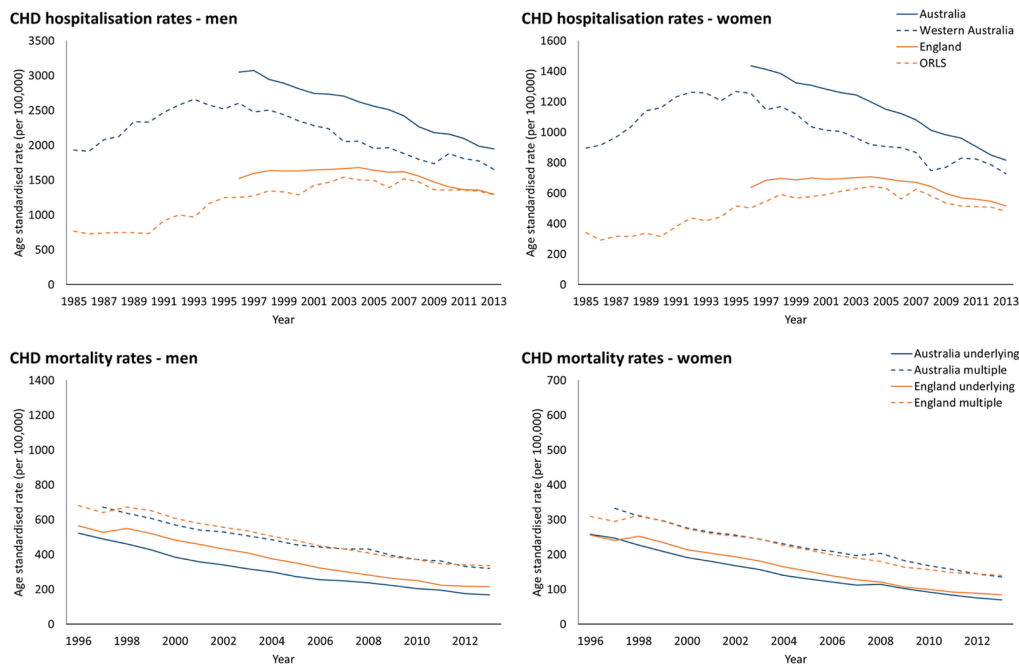 CHD hospitalisation rates - men
3500
3000
2500
2000
1500
1000
500
0
Age standardised rate (per 100,000)
1985 1987 1989 1991 1993 1995 1997 1999 2001 2003 2005 2007 2009 2011 2013
Year
CHD hospitalisation rates - women
1600
1400
1200
1000
800
600
400
200
0
Age standardised rate (per 100,000)
1985 1987 1989 1991 1993 1995 1997 1999 2001 2003 2005 2007 2009 2011 2013
Year
Australia
Western Australia
England
ORLS
CHD mortality rates - men
1400
1200
1000
800
600
400
200
0
Age standardised rate (per 100,000)
1996 1998 2000 2002 2004 2006 2008 2010 2012
Year
CHD mortality rates - women
700
600
500
400
300
200
100
0
Age standardised rate (per 100,000)
1996 1998 2000 2002 2004 2006 2008 2010 2012
Year
Australia underlying
Australia multiple
England underlying
England multiple